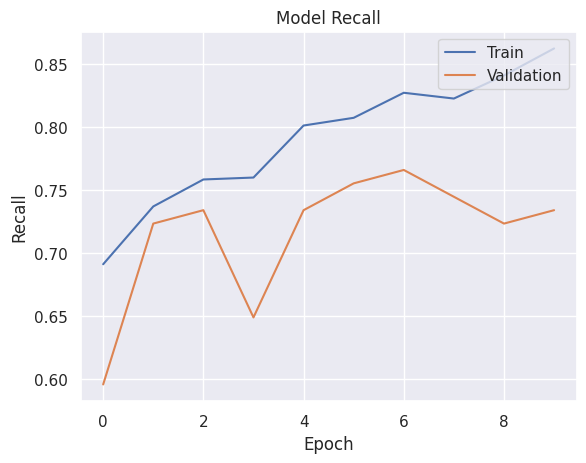 Model Recall
Train
Validation
0.85
0.80
0.75
0.70
0.65
0.60
Recall
0 2 4 6 8
Epoch